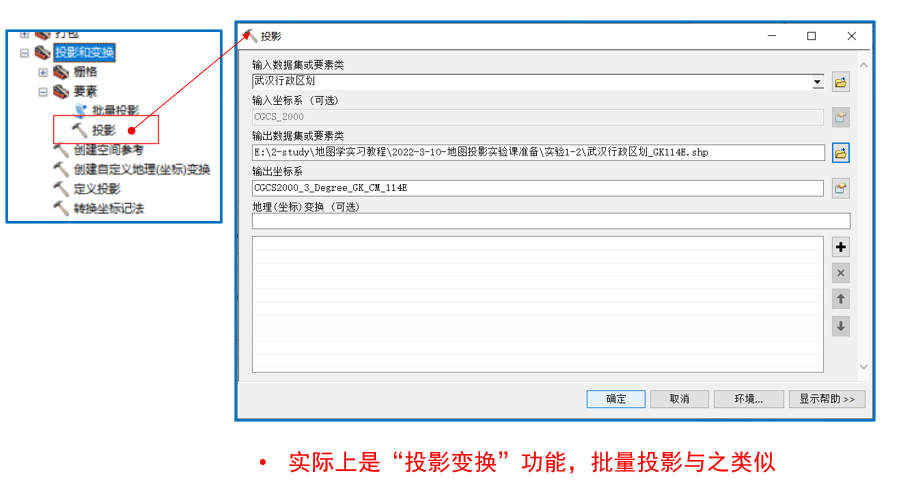 打包
投影和变换
栅格
要素
批量投影
投影
创建空间参考
创建自定义地理(坐标)变换
定义投影
转换坐标记法
投影
输入数据集或要素类
武汉行政区划
输入坐标系 (可选)
CGCS_2000
输出数据集或要素类
E:\2-study\地图学实习教程\2022-3-10-地图投影实验课准备\实验1-2\武汉行政区划_GK114E.shp
输出坐标系
CGCS2000_3_Degree_GK_CM_114E
地理(坐标)变换 (可选)
确定 取消 环境... 显示帮助 >>
• 实际上是“投影变换”功能，批量投影与之类似